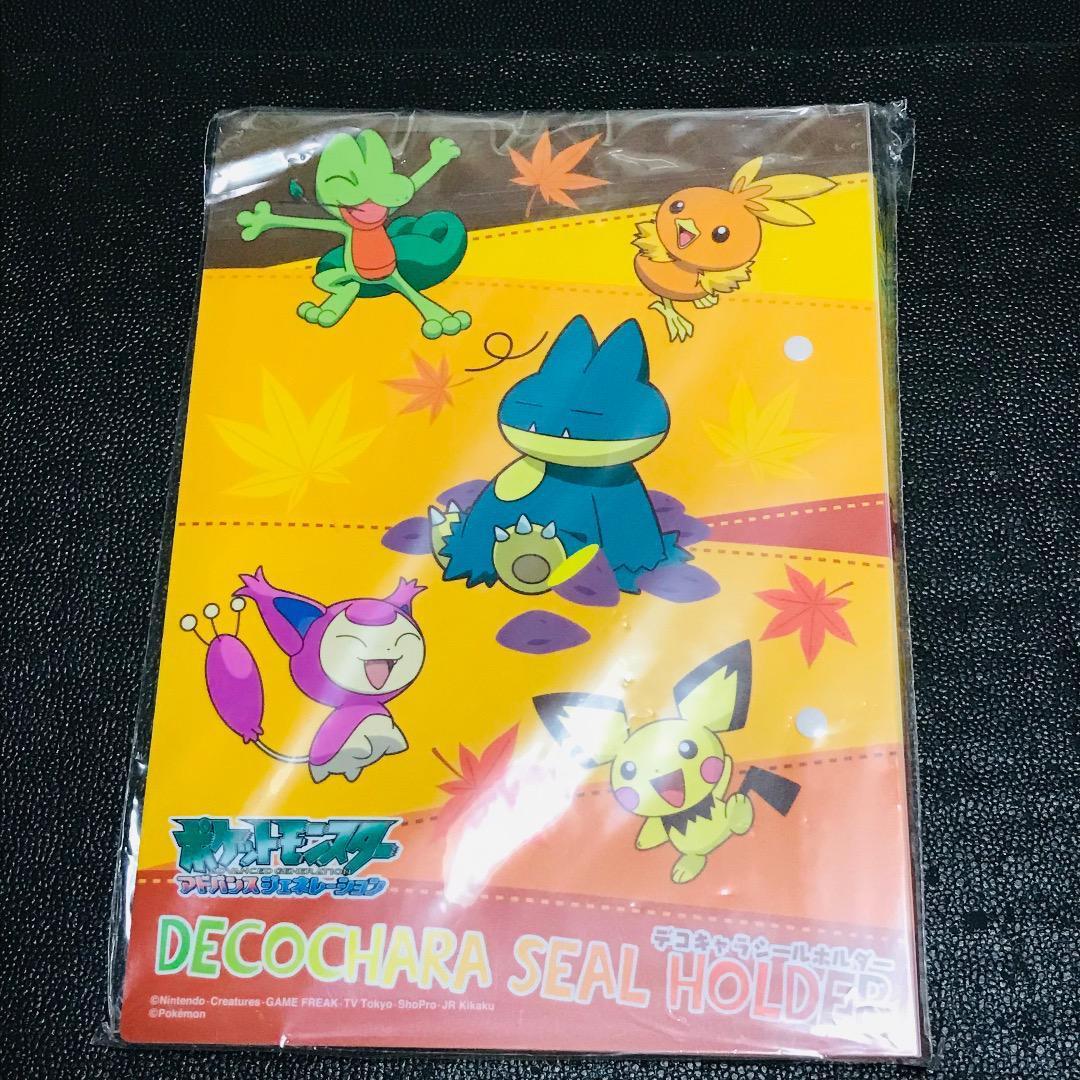 ポケットモンスター
ADVANCED GENERATION
アドバンスジェネレーション
デコキャラシールホルダー
DECOCHARA SEAL HOLDER
©Nintendo·Creatures·GAME FREAK·TV Tokyo·ShoPro·JR Kikaku
©Pokémon